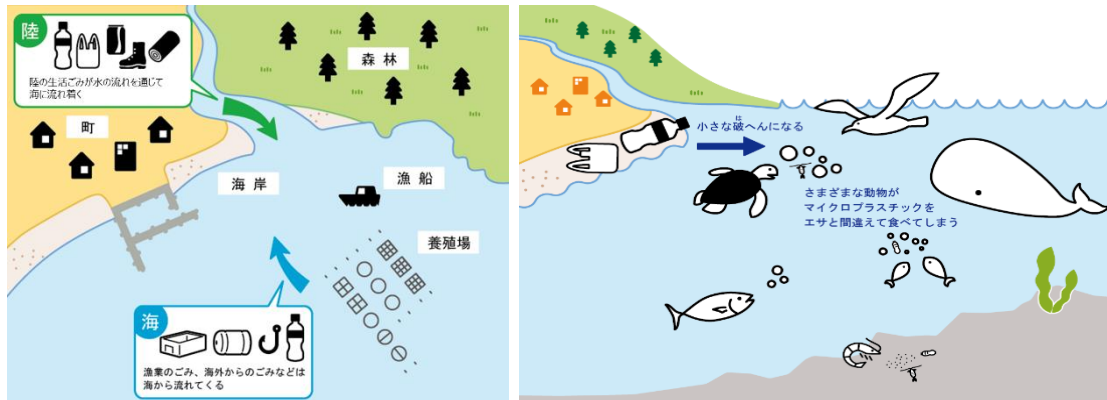 陸
陸の生活ごみが水の流れを通じて
海に流れ着く
森林
町
海岸
漁船
養殖場
海
漁業のごみ、海外からのごみなどは
海から流れてくる
は
小さな破へんになる
さまざまな動物が
マイクロプラスチックを
エサと間違えて食べてしまう